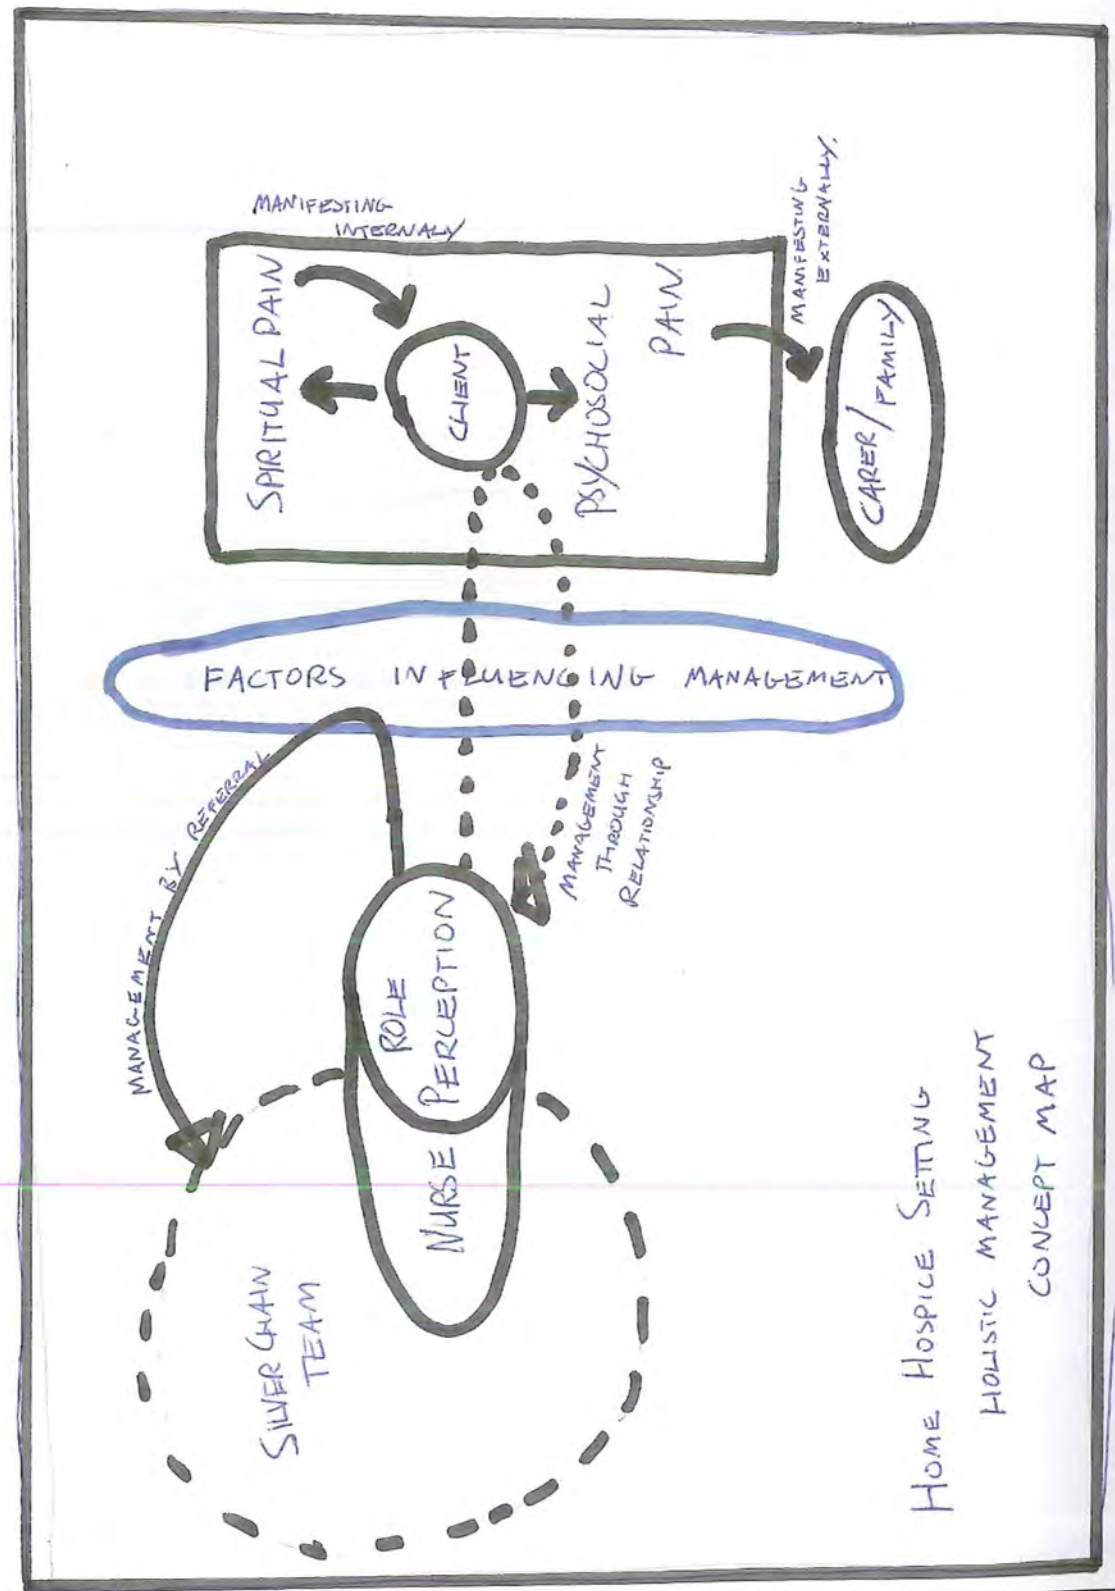 MANIFESTING
INTERNALY
SPIRITUAL PAIN
CLIENT
PSYCHOSOCIAL
PAIN
MANIFESTING
EXTERNALLY.
CARER/FAMILY
FACTORS INFLUENCING MANAGEMENT
MANAGEMENT BY REFERRAL
MANAGEMENT
THROUGH
RELATIONSHIP
ROLE
PERCEPTION
NURSE
SILVER CHAIN
TEAM
HOME HOSPICE SETTING
HOLISTIC MANAGEMENT
CONCEPT MAP